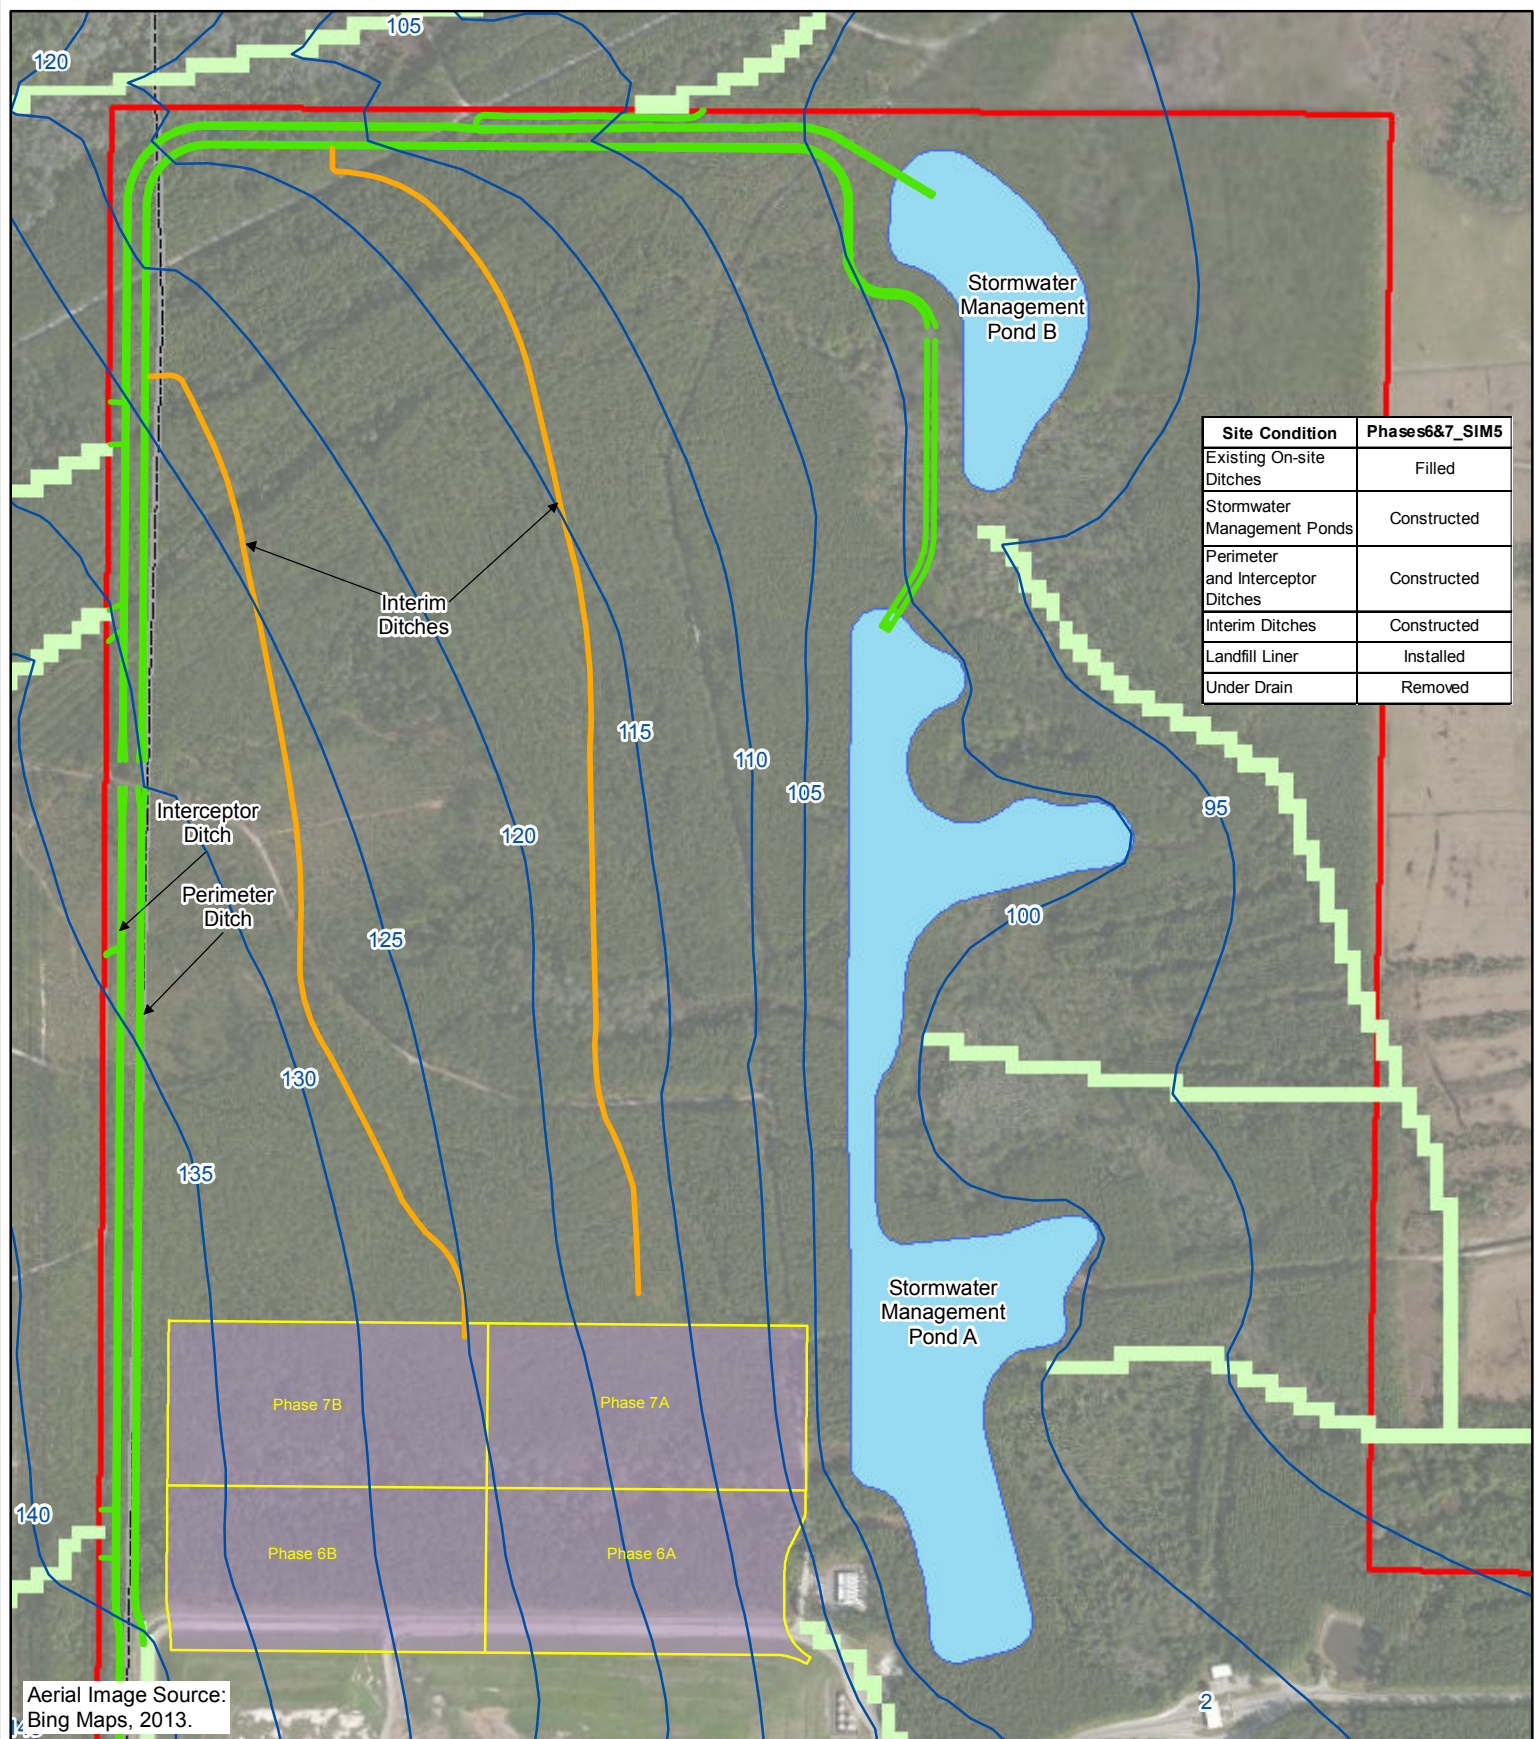 105
120
Stormwater
Management
Pond B
Site Condition Phases6&7_SIM5
Existing On-site
Ditches
Filled
Stormwater
Management Ponds
Constructed
Perimeter
and Interceptor
Ditches
Constructed
Interim Ditches Constructed
Landfill Liner Installed
Under Drain Removed
Interim
Ditches
115
110
105
95
Interceptor
Ditch
120
Perimeter
Ditch
100
125
130
135
Stormwater
Management
Pond A
Phase 7B
Phase 7A
140
Phase 6B
Phase 6A
Aerial Image Source:
Bing Maps, 2013.
2